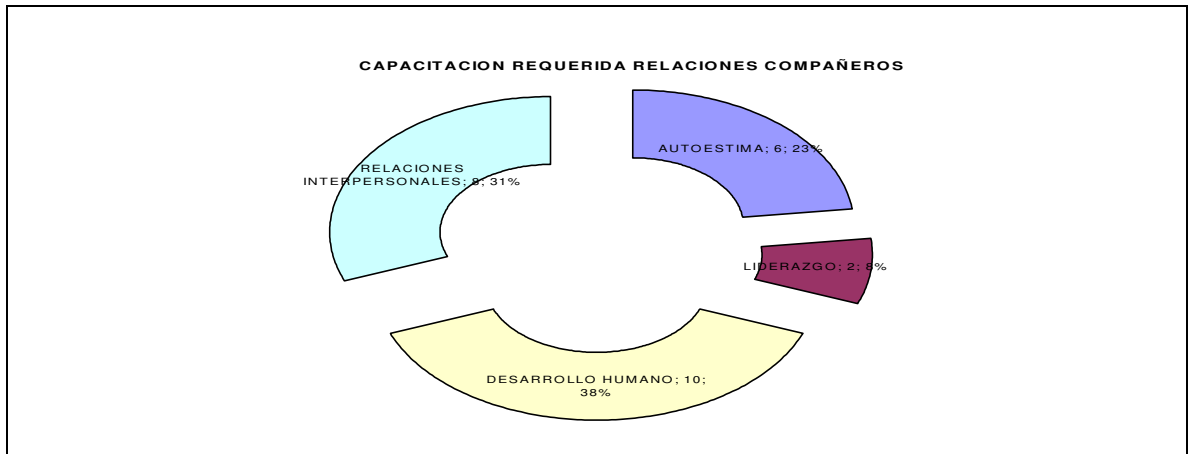 CAPACITACION REQUERIDA RELACIONES COMPAÑEROS
AUTOESTIMA; 6; 23%
RELACIONES
INTERPERSONALES; 8; 31%
LIDERAZGO; 2; 8%
DESARROLLO HUMANO; 10;
38%